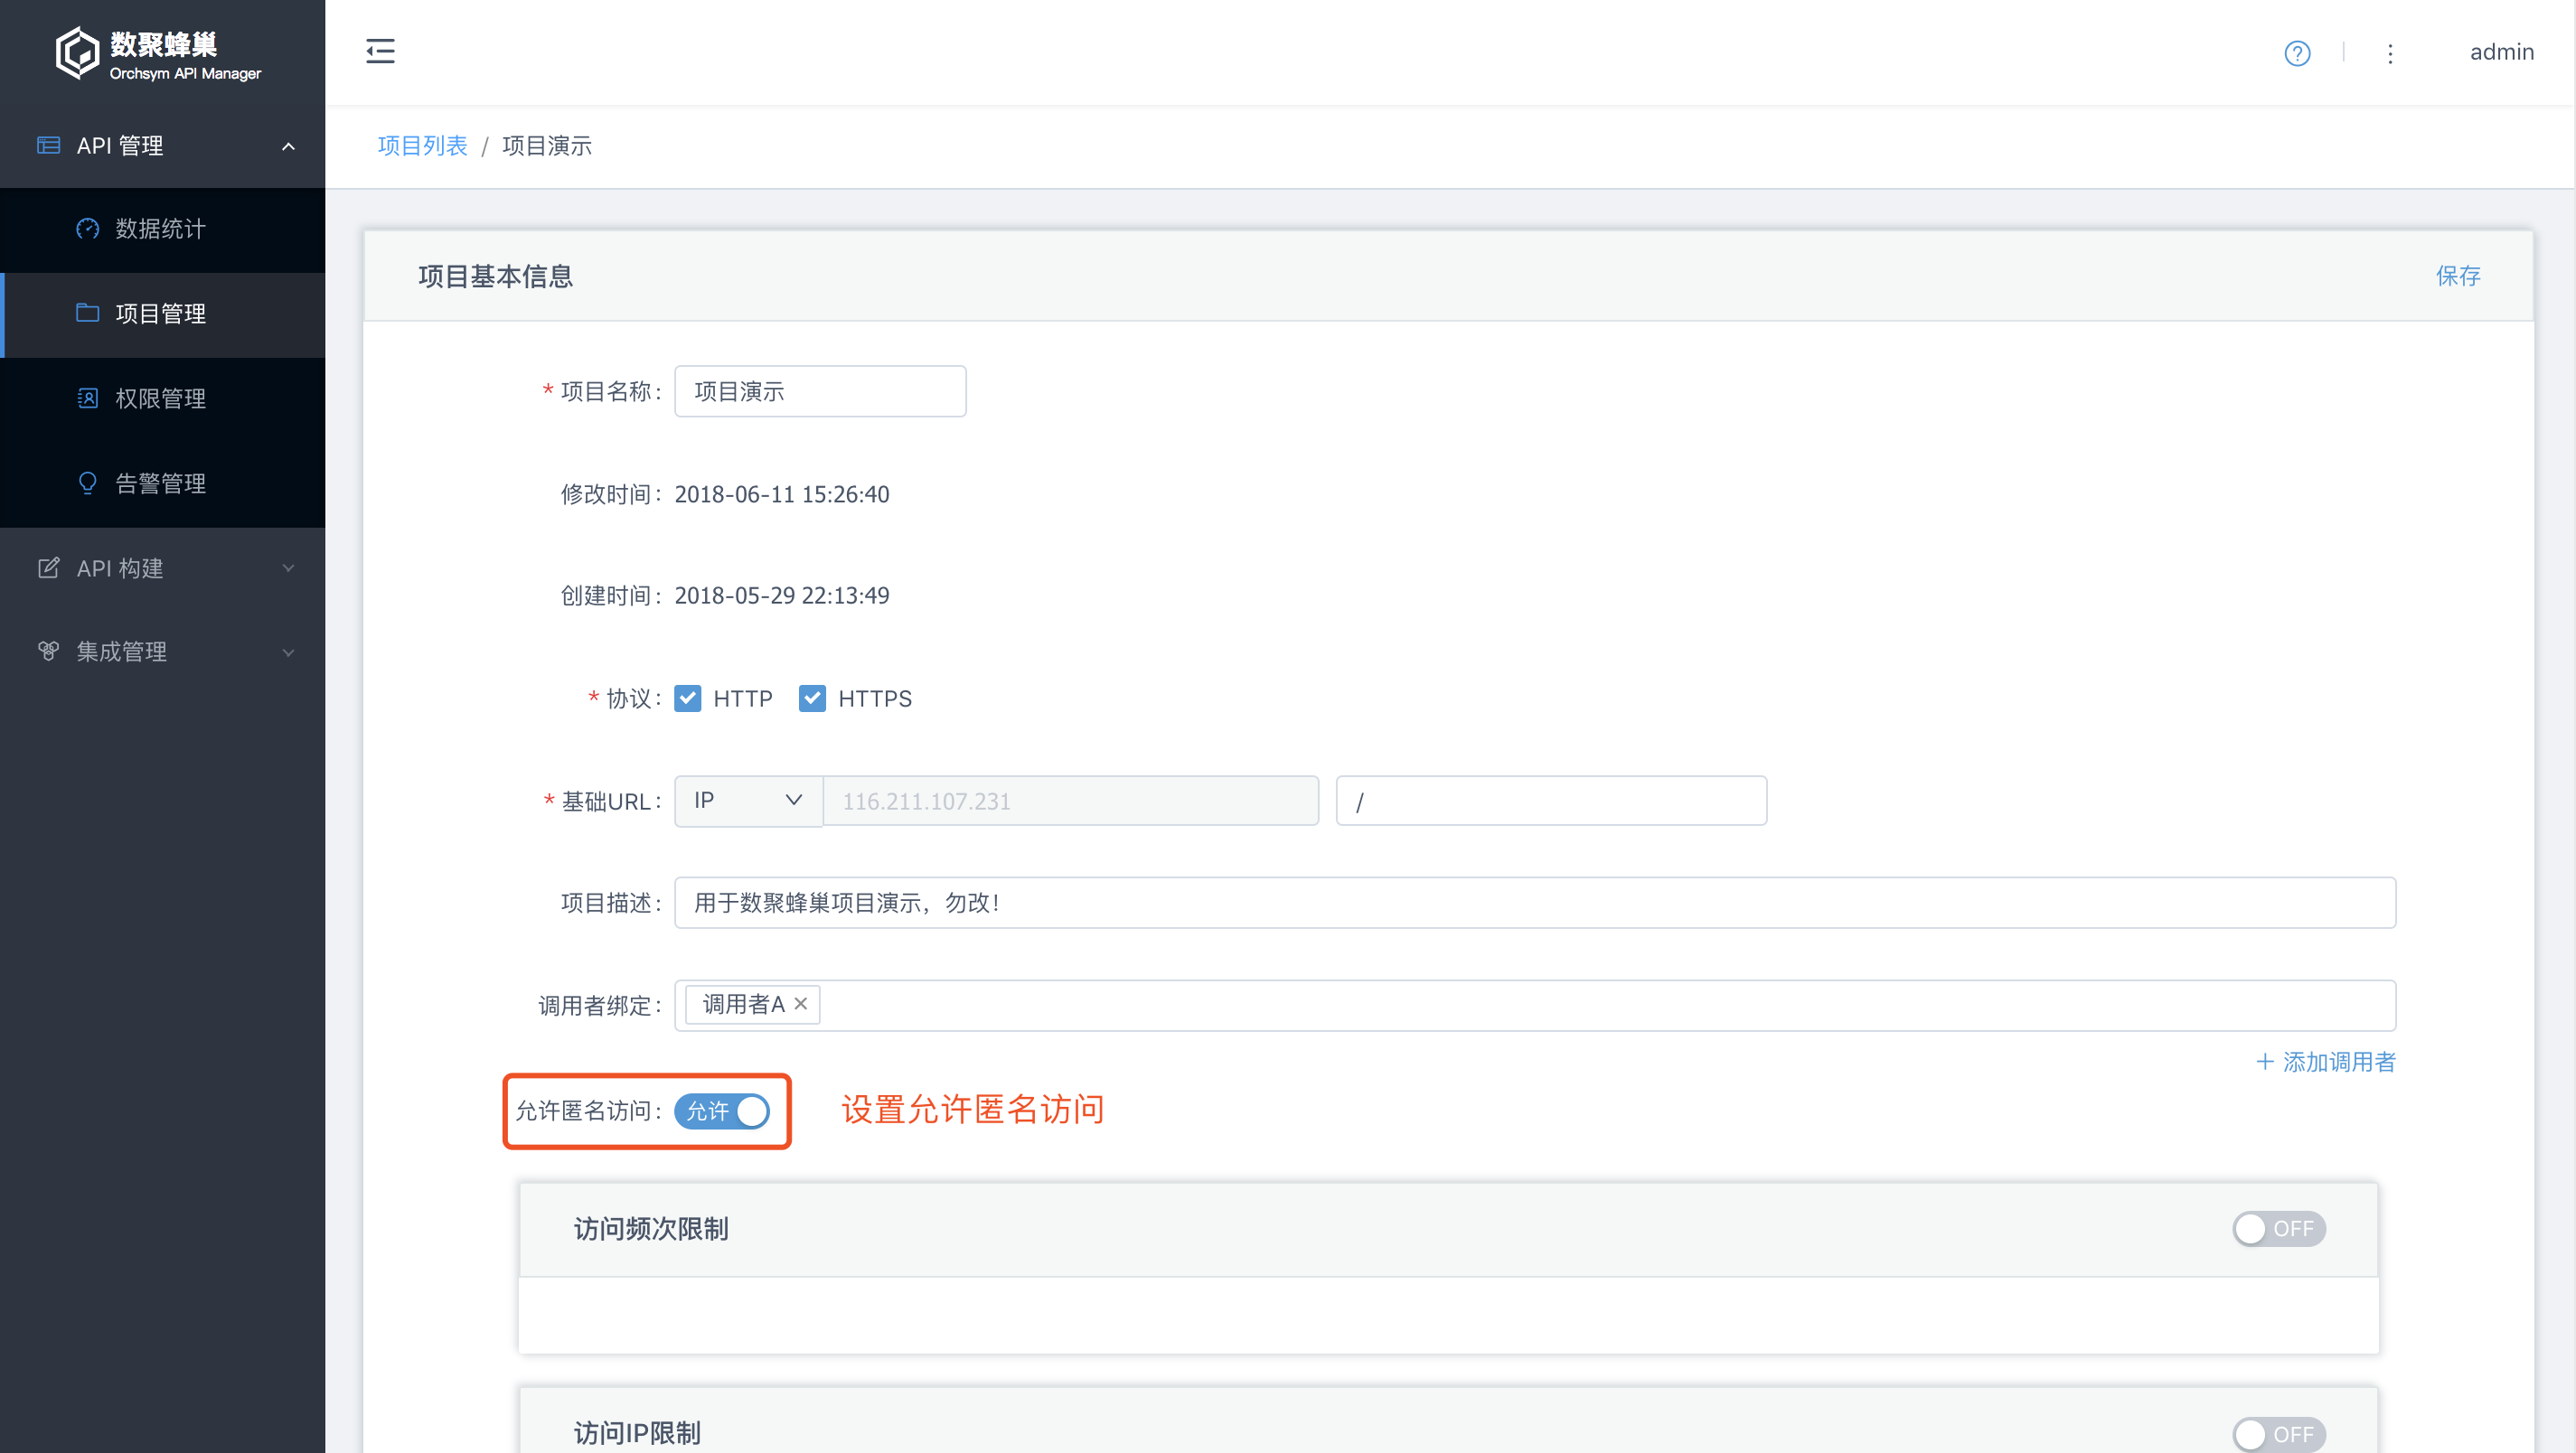 数聚蜂巢
Orchsym API Manager
admin
API 管理
项目列表 / 项目演示
数据统计
项目管理
权限管理
告警管理
API 构建
集成管理
项目基本信息
保存
* 项目名称: 项目演示
修改时间: 2018-06-11 15:26:40
创建时间: 2018-05-29 22:13:49
* 协议: HTTP HTTPS
* 基础URL: IP 116.211.107.231 /
项目描述: 用于数聚蜂巢项目演示，勿改！
调用者绑定: 调用者A ×
+ 添加调用者
允许匿名访问: 允许
设置允许匿名访问
访问频次限制
OFF
访问IP限制
OFF